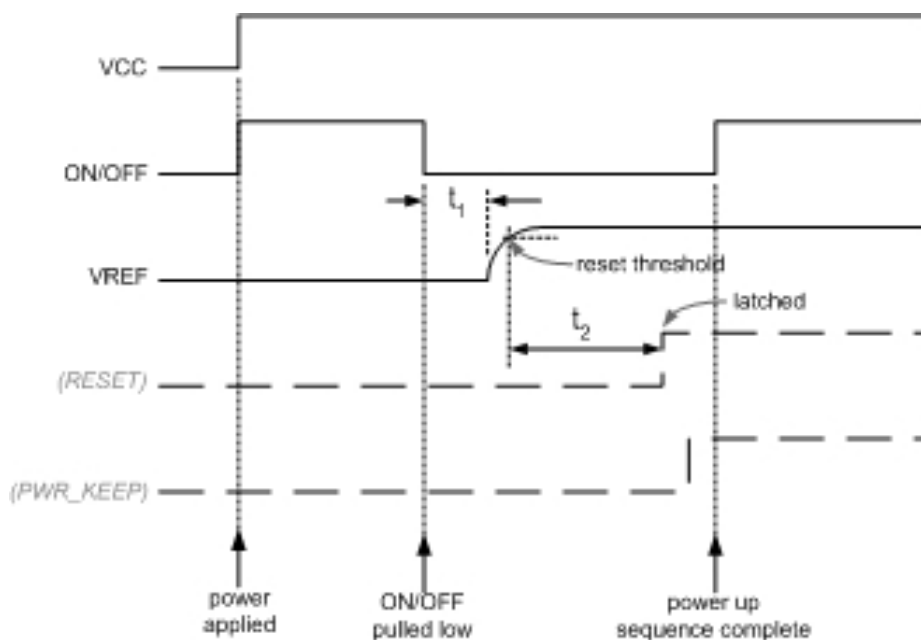 VCC
ON/OFF
t1
VREF
reset threshold
latched
t2
(RESET)
(PWR_KEEP)
power
applied
ON/OFF
pulled low
power up
sequence complete